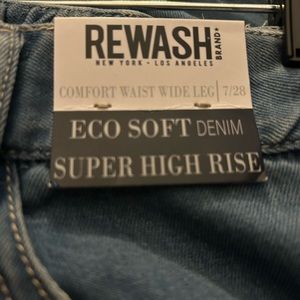 REWASH
BRAND
NEW YORK - LOS ANGELES
COMFORT WAIST WIDE LEG | 7/28
ECO SOFT DENIM
SUPER HIGH RISE